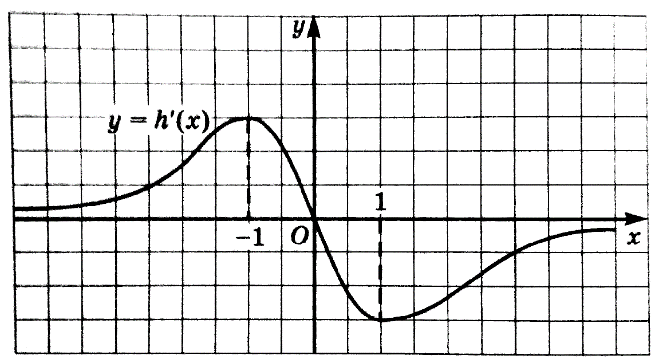 y
y = h′(x)
1
−1
O
x